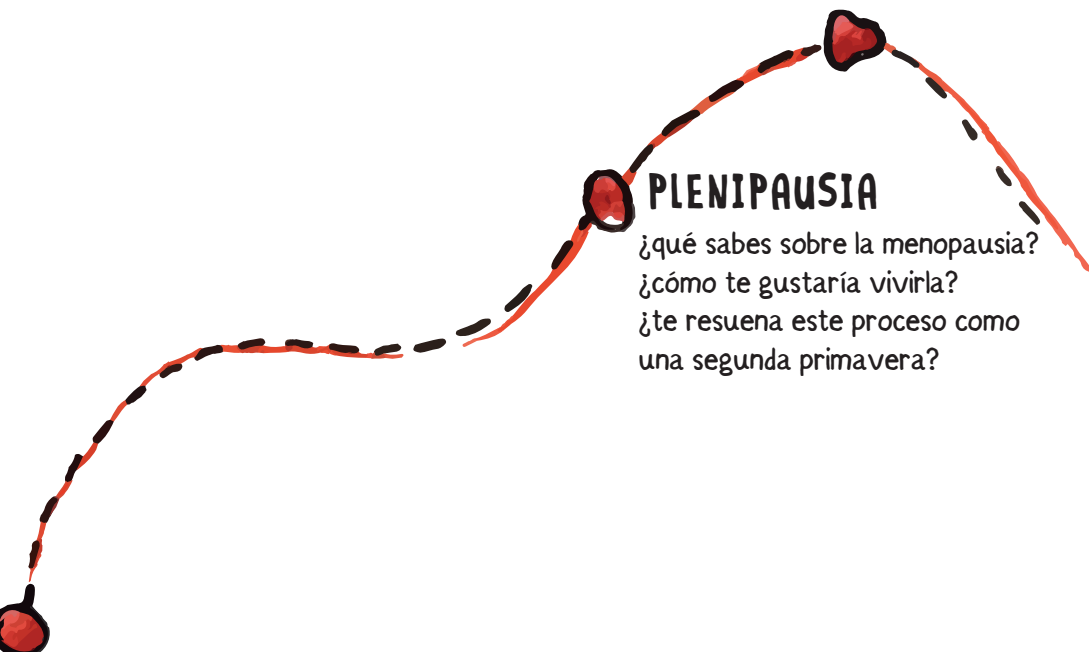 PLENIPAUSIA
¿qué sabes sobre la menopausia?
¿cómo te gustaría vivirla?
¿te resuena este proceso como
una segunda primavera?